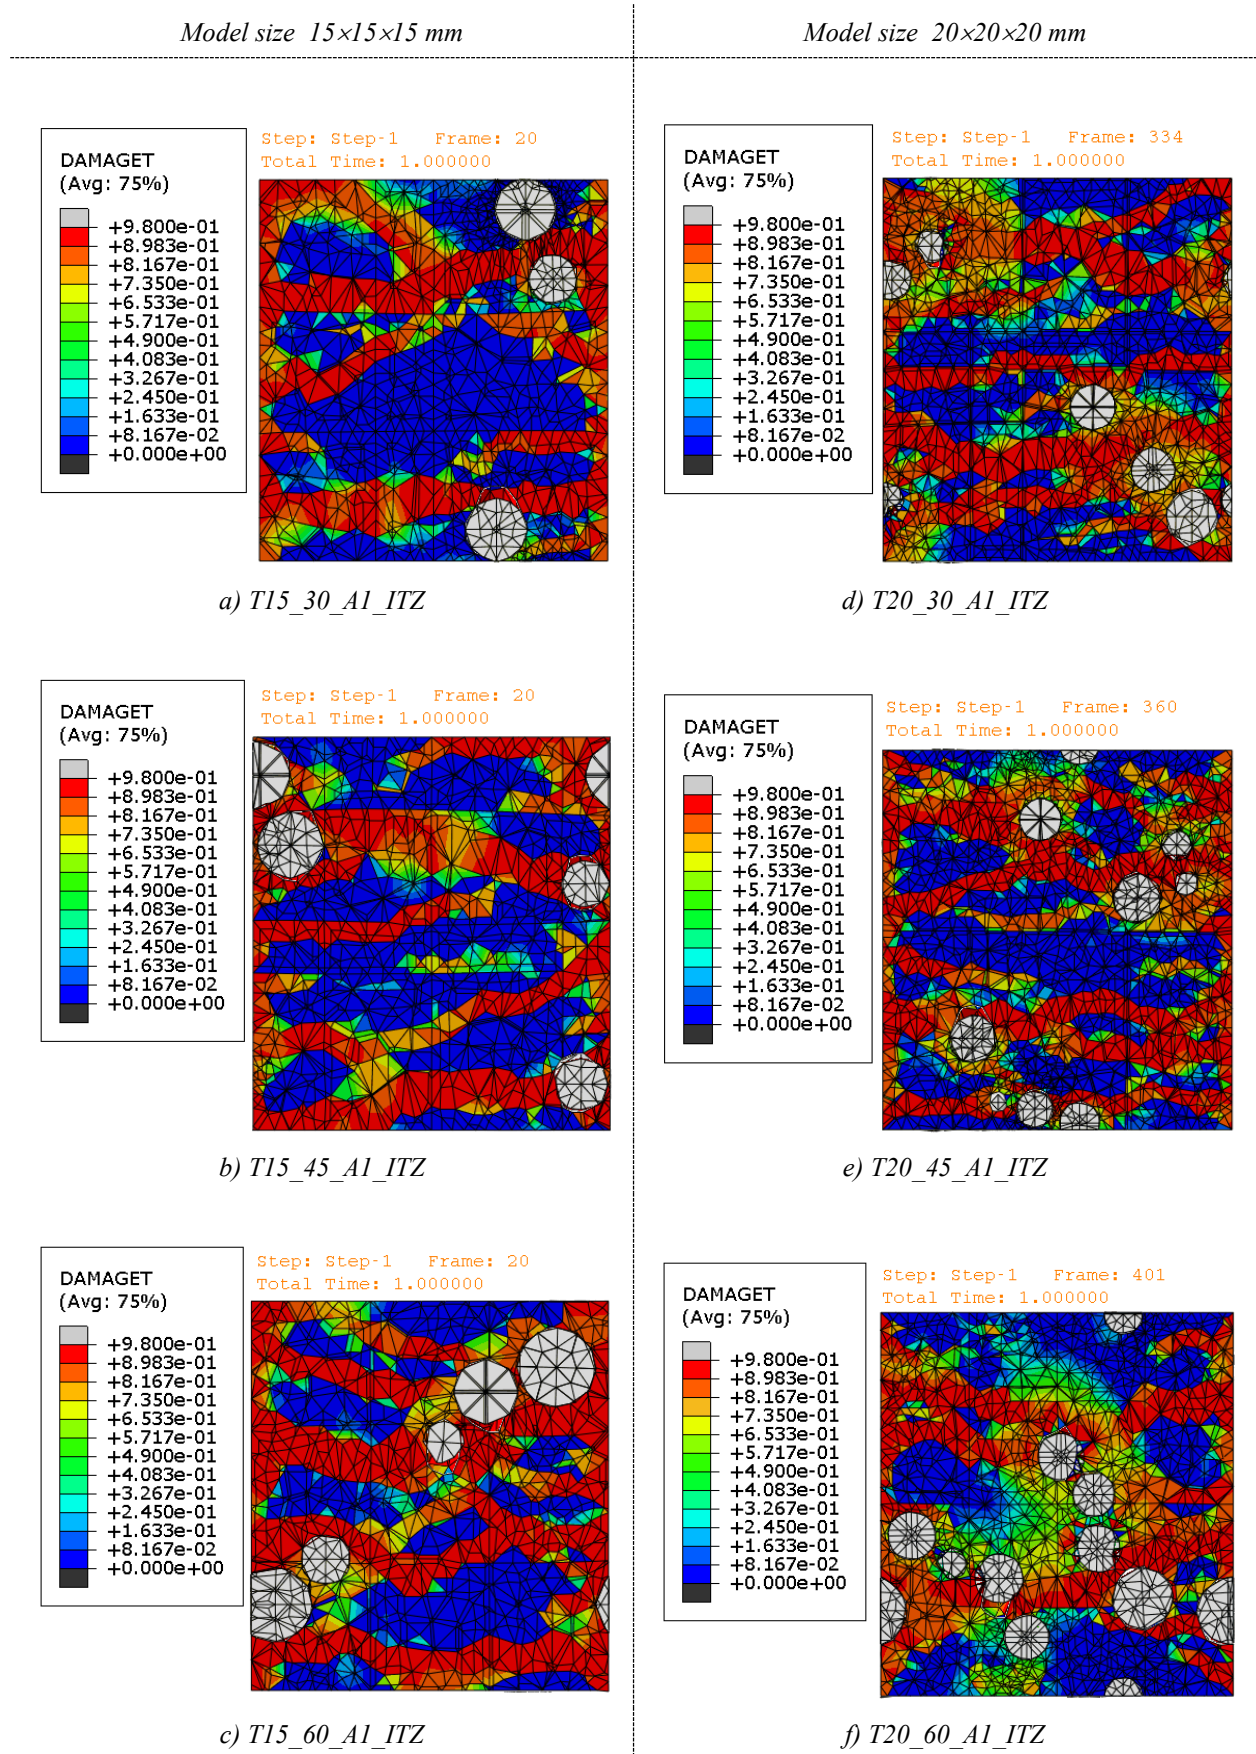 Model size 15×15×15 mm
Model size 20×20×20 mm
Step: Step-1 Frame: 20
Total Time: 1.000000
DAMAGET
(Avg: 75%)
+9.800e-01
+8.983e-01
+8.167e-01
+7.350e-01
+6.533e-01
+5.717e-01
+4.900e-01
+4.083e-01
+3.267e-01
+2.450e-01
+1.633e-01
+8.167e-02
+0.000e+00
a) T15_30_A1_ITZ
Step: Step-1 Frame: 334
Total Time: 1.000000
DAMAGET
(Avg: 75%)
+9.800e-01
+8.983e-01
+8.167e-01
+7.350e-01
+6.533e-01
+5.717e-01
+4.900e-01
+4.083e-01
+3.267e-01
+2.450e-01
+1.633e-01
+8.167e-02
+0.000e+00
d) T20_30_A1_ITZ
Step: Step-1 Frame: 20
Total Time: 1.000000
DAMAGET
(Avg: 75%)
+9.800e-01
+8.983e-01
+8.167e-01
+7.350e-01
+6.533e-01
+5.717e-01
+4.900e-01
+4.083e-01
+3.267e-01
+2.450e-01
+1.633e-01
+8.167e-02
+0.000e+00
b) T15_45_A1_ITZ
Step: Step-1 Frame: 360
Total Time: 1.000000
DAMAGET
(Avg: 75%)
+9.800e-01
+8.983e-01
+8.167e-01
+7.350e-01
+6.533e-01
+5.717e-01
+4.900e-01
+4.083e-01
+3.267e-01
+2.450e-01
+1.633e-01
+8.167e-02
+0.000e+00
e) T20_45_A1_ITZ
Step: Step-1 Frame: 20
Total Time: 1.000000
DAMAGET
(Avg: 75%)
+9.800e-01
+8.983e-01
+8.167e-01
+7.350e-01
+6.533e-01
+5.717e-01
+4.900e-01
+4.083e-01
+3.267e-01
+2.450e-01
+1.633e-01
+8.167e-02
+0.000e+00
c) T15_60_A1_ITZ
Step: Step-1 Frame: 401
Total Time: 1.000000
DAMAGET
(Avg: 75%)
+9.800e-01
+8.983e-01
+8.167e-01
+7.350e-01
+6.533e-01
+5.717e-01
+4.900e-01
+4.083e-01
+3.267e-01
+2.450e-01
+1.633e-01
+8.167e-02
+0.000e+00
f) T20_60_A1_ITZ